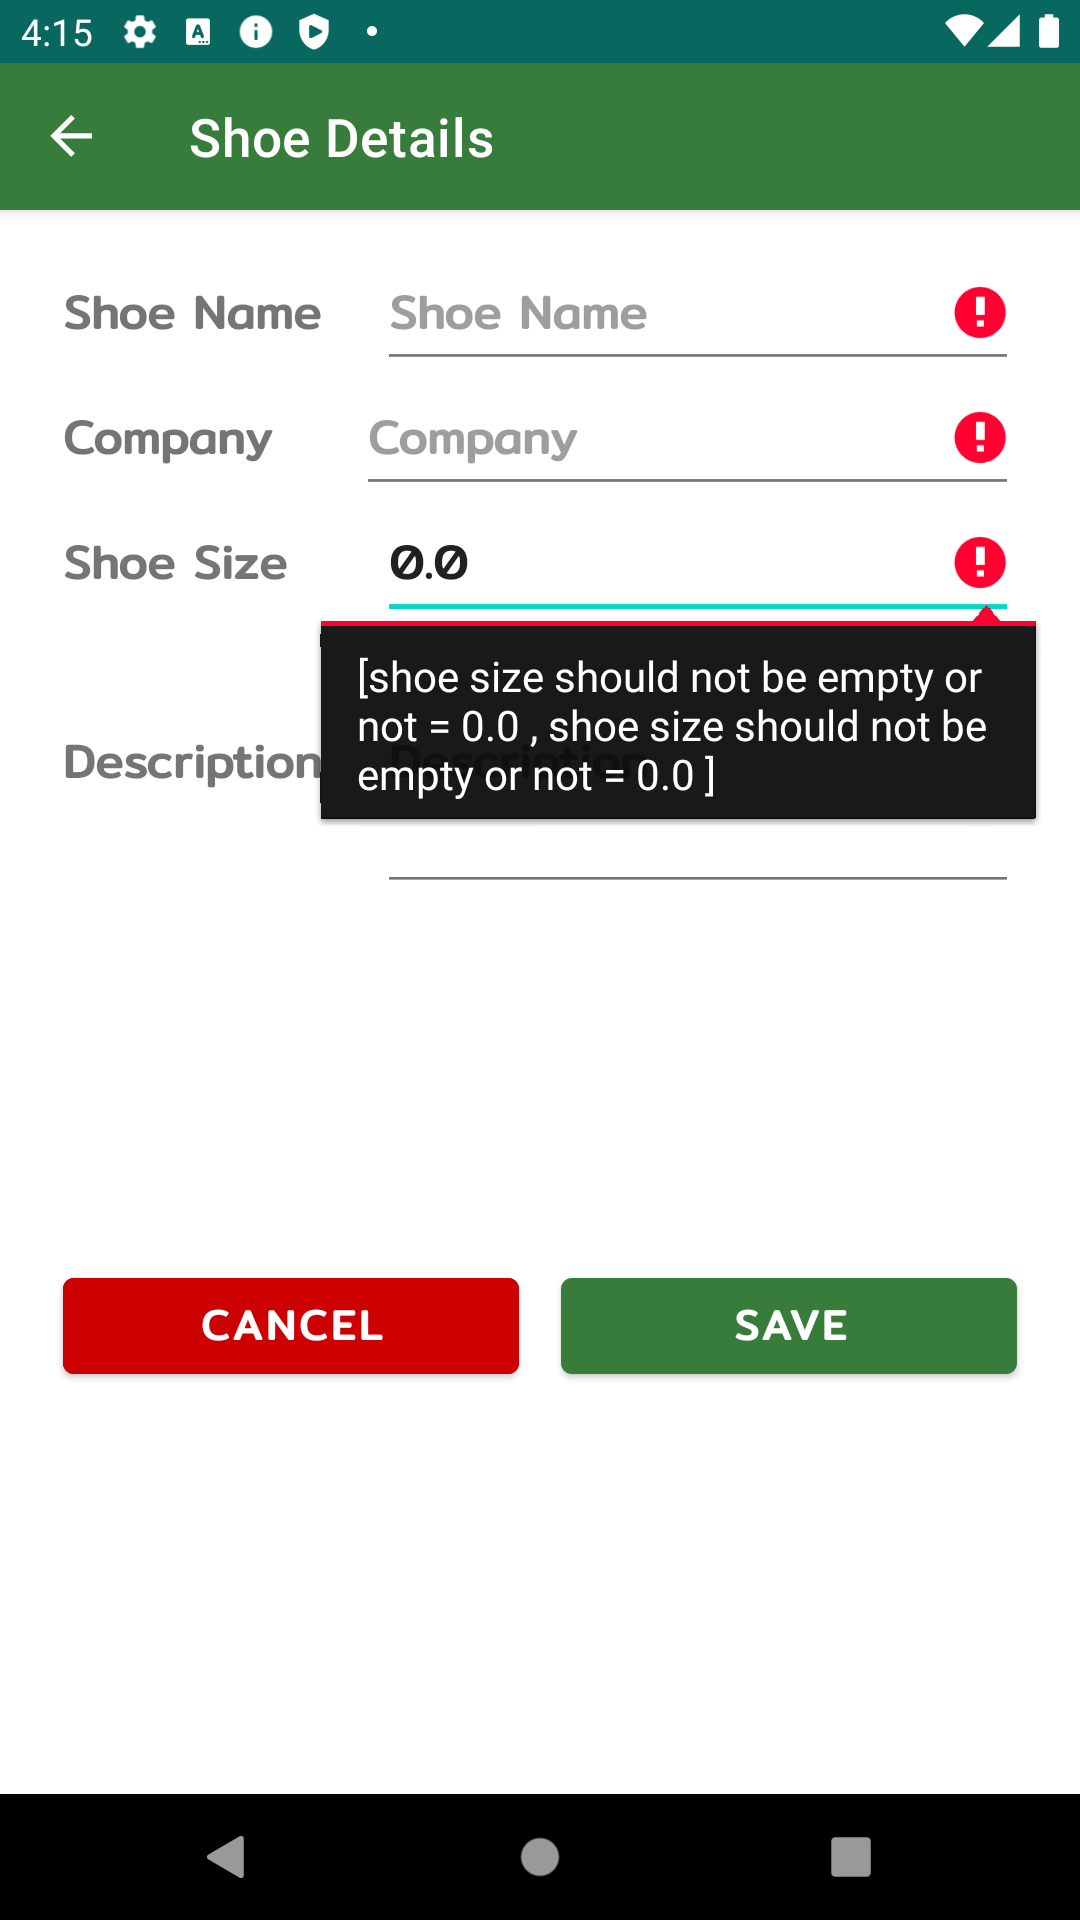 4:15
Shoe Details
Shoe Name Shoe Name
Company Company
Shoe Size 0.0
[shoe size should not be empty or
not = 0.0 , shoe size should not be
empty or not = 0.0 ]
Description Description
CANCEL SAVE